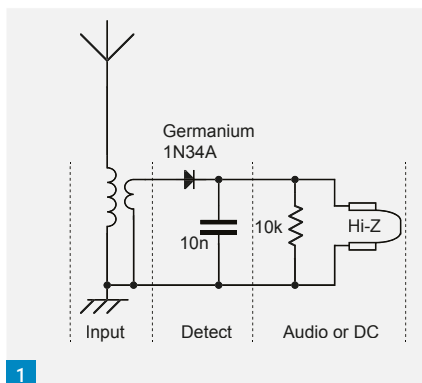 Germanium
1N34A
10n
10k
Hi-Z
Input
Detect
Audio or DC
1